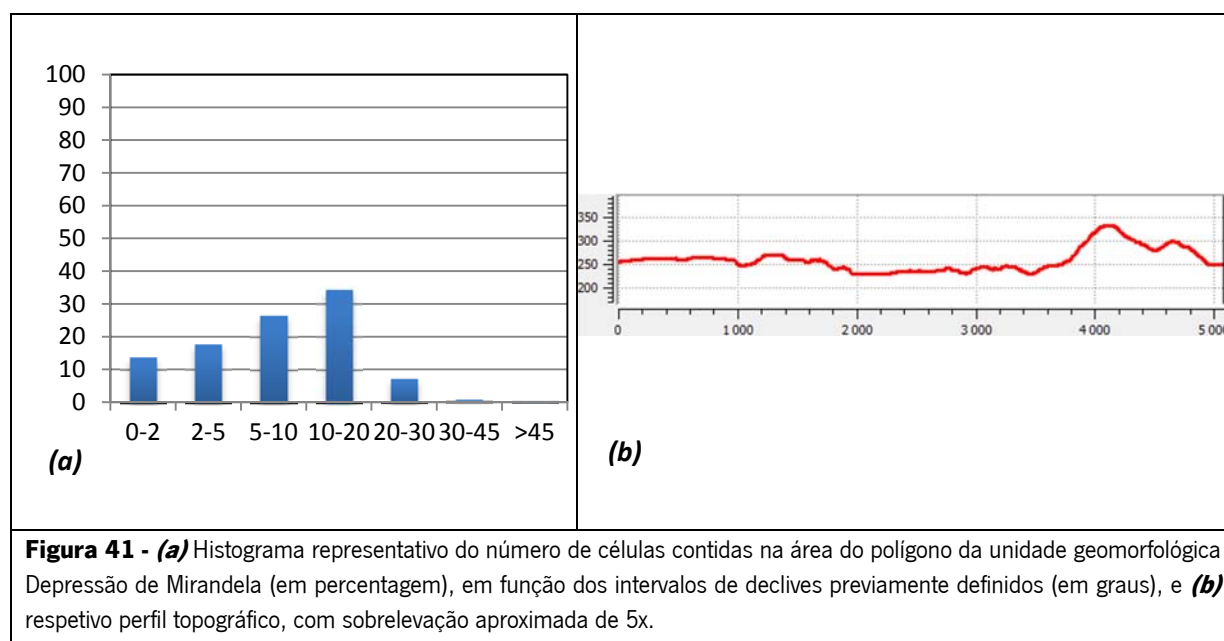 100
90
80
70
60
50
40
30
20
10
0
0-2 2-5 5-10 10-20 20-30 30-45 >45
(a)
350
300
250
200
0 1 000 2 000 3 000 4 000 5 000
(b)
Figura 41 - (a) Histograma representativo do número de células contidas na área do polígono da unidade geomorfológica
Depressão de Mirandela (em percentagem), em função dos intervalos de declives previamente definidos (em graus), e (b)
respetivo perfil topográfico, com sobrelevação aproximada de 5x.